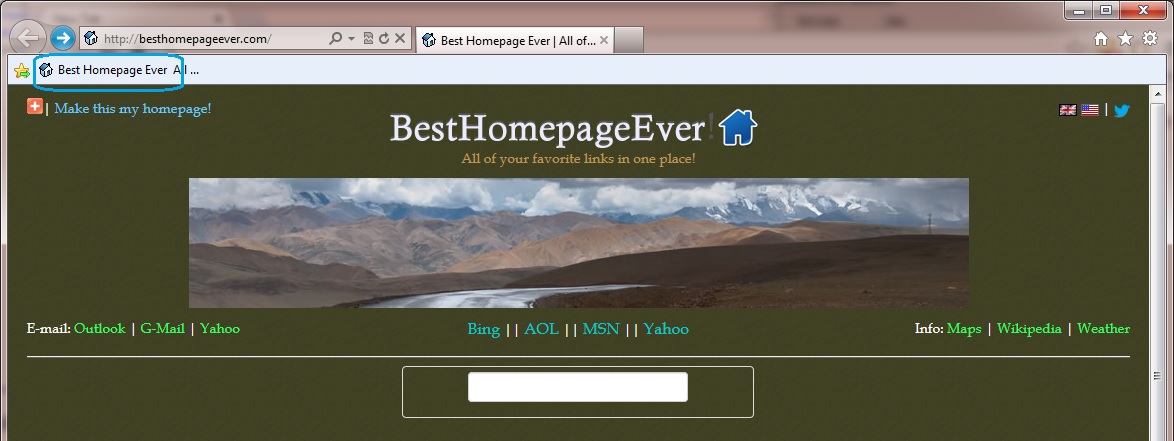 http://besthomepageever.com/
Best Homepage Ever | All of...
Best Homepage Ever All ...
| Make this my homepage!
|
BestHomepageEver!
All of your favorite links in one place!
E-mail: Outlook | G-Mail | Yahoo
Bing || AOL || MSN || Yahoo
Info: Maps | Wikipedia | Weather